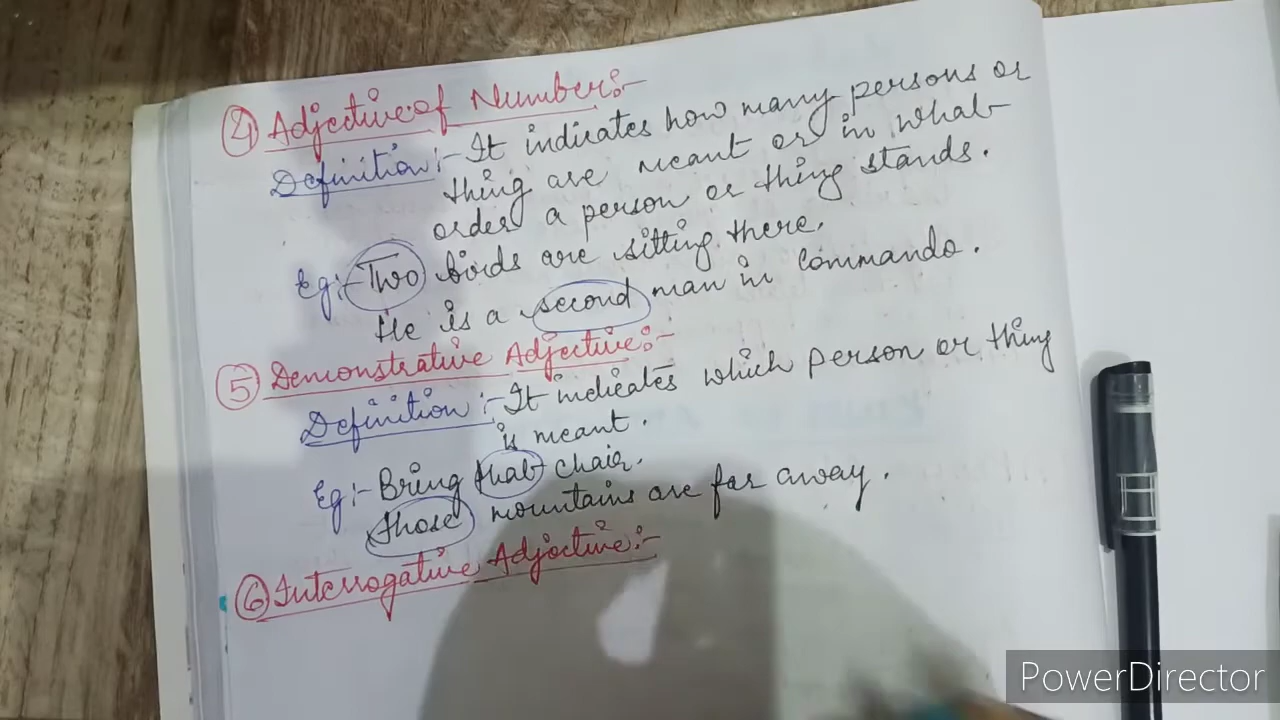 ④ Adjective of Number:-
Definition:- It indicates how many persons or
thing are meant or in what
order a person or thing stands.
Eg:- Two birds are sitting there.
He is a second man in commando.
⑤ Demonstrative Adjective:-
Definition:- It indicates which person or thing
is meant.
Eg:- Bring that chair.
Those mountains are far away.
⑥ Interrogative Adjective:-
PowerDirector